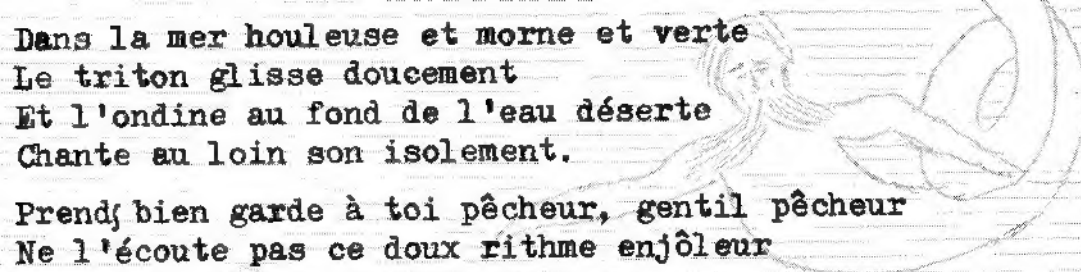 Dans la mer houleuse et morne et verte
Le triton glisse doucement
Et l'ondine au fond de l'eau déserte
Chante au loin son isolement.
Prends bien garde à toi pêcheur, gentil pêcheur
Ne l'écoute pas ce doux rithme enjôleur